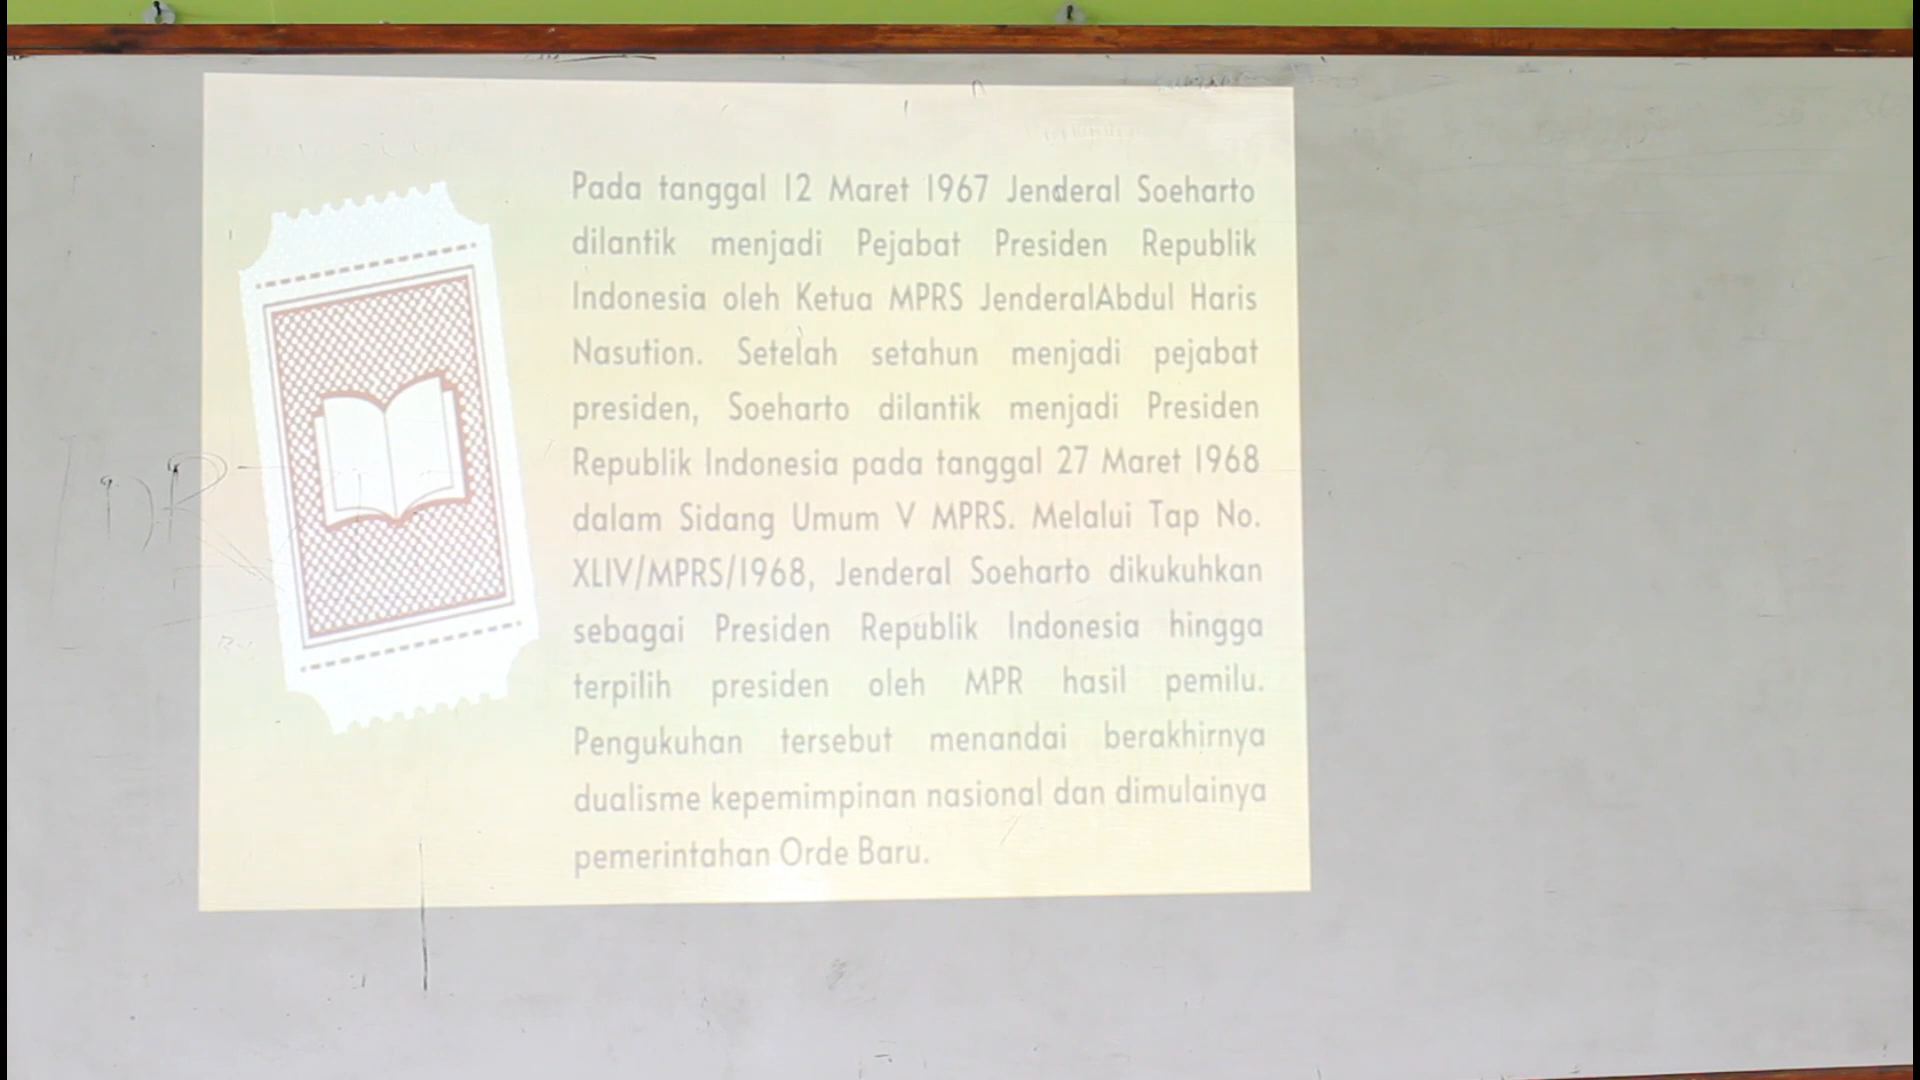 Pada tanggal 12 Maret 1967 Jenderal Soeharto
dilantik menjadi Pejabat Presiden Republik
Indonesia oleh Ketua MPRS JenderalAbdul Haris
Nasution. Setelah setahun menjadi pejabat
presiden, Soeharto dilantik menjadi Presiden
Republik Indonesia pada tanggal 27 Maret 1968
dalam Sidang Umum V MPRS. Melalui Tap No.
XLIV/MPRS/1968, Jenderal Soeharto dikukuhkan
sebagai Presiden Republik Indonesia hingga
terpilih presiden oleh MPR hasil pemilu.
Pengukuhan tersebut menandai berakhirnya
dualisme kepemimpinan nasional dan dimulainya
pemerintahan Orde Baru.